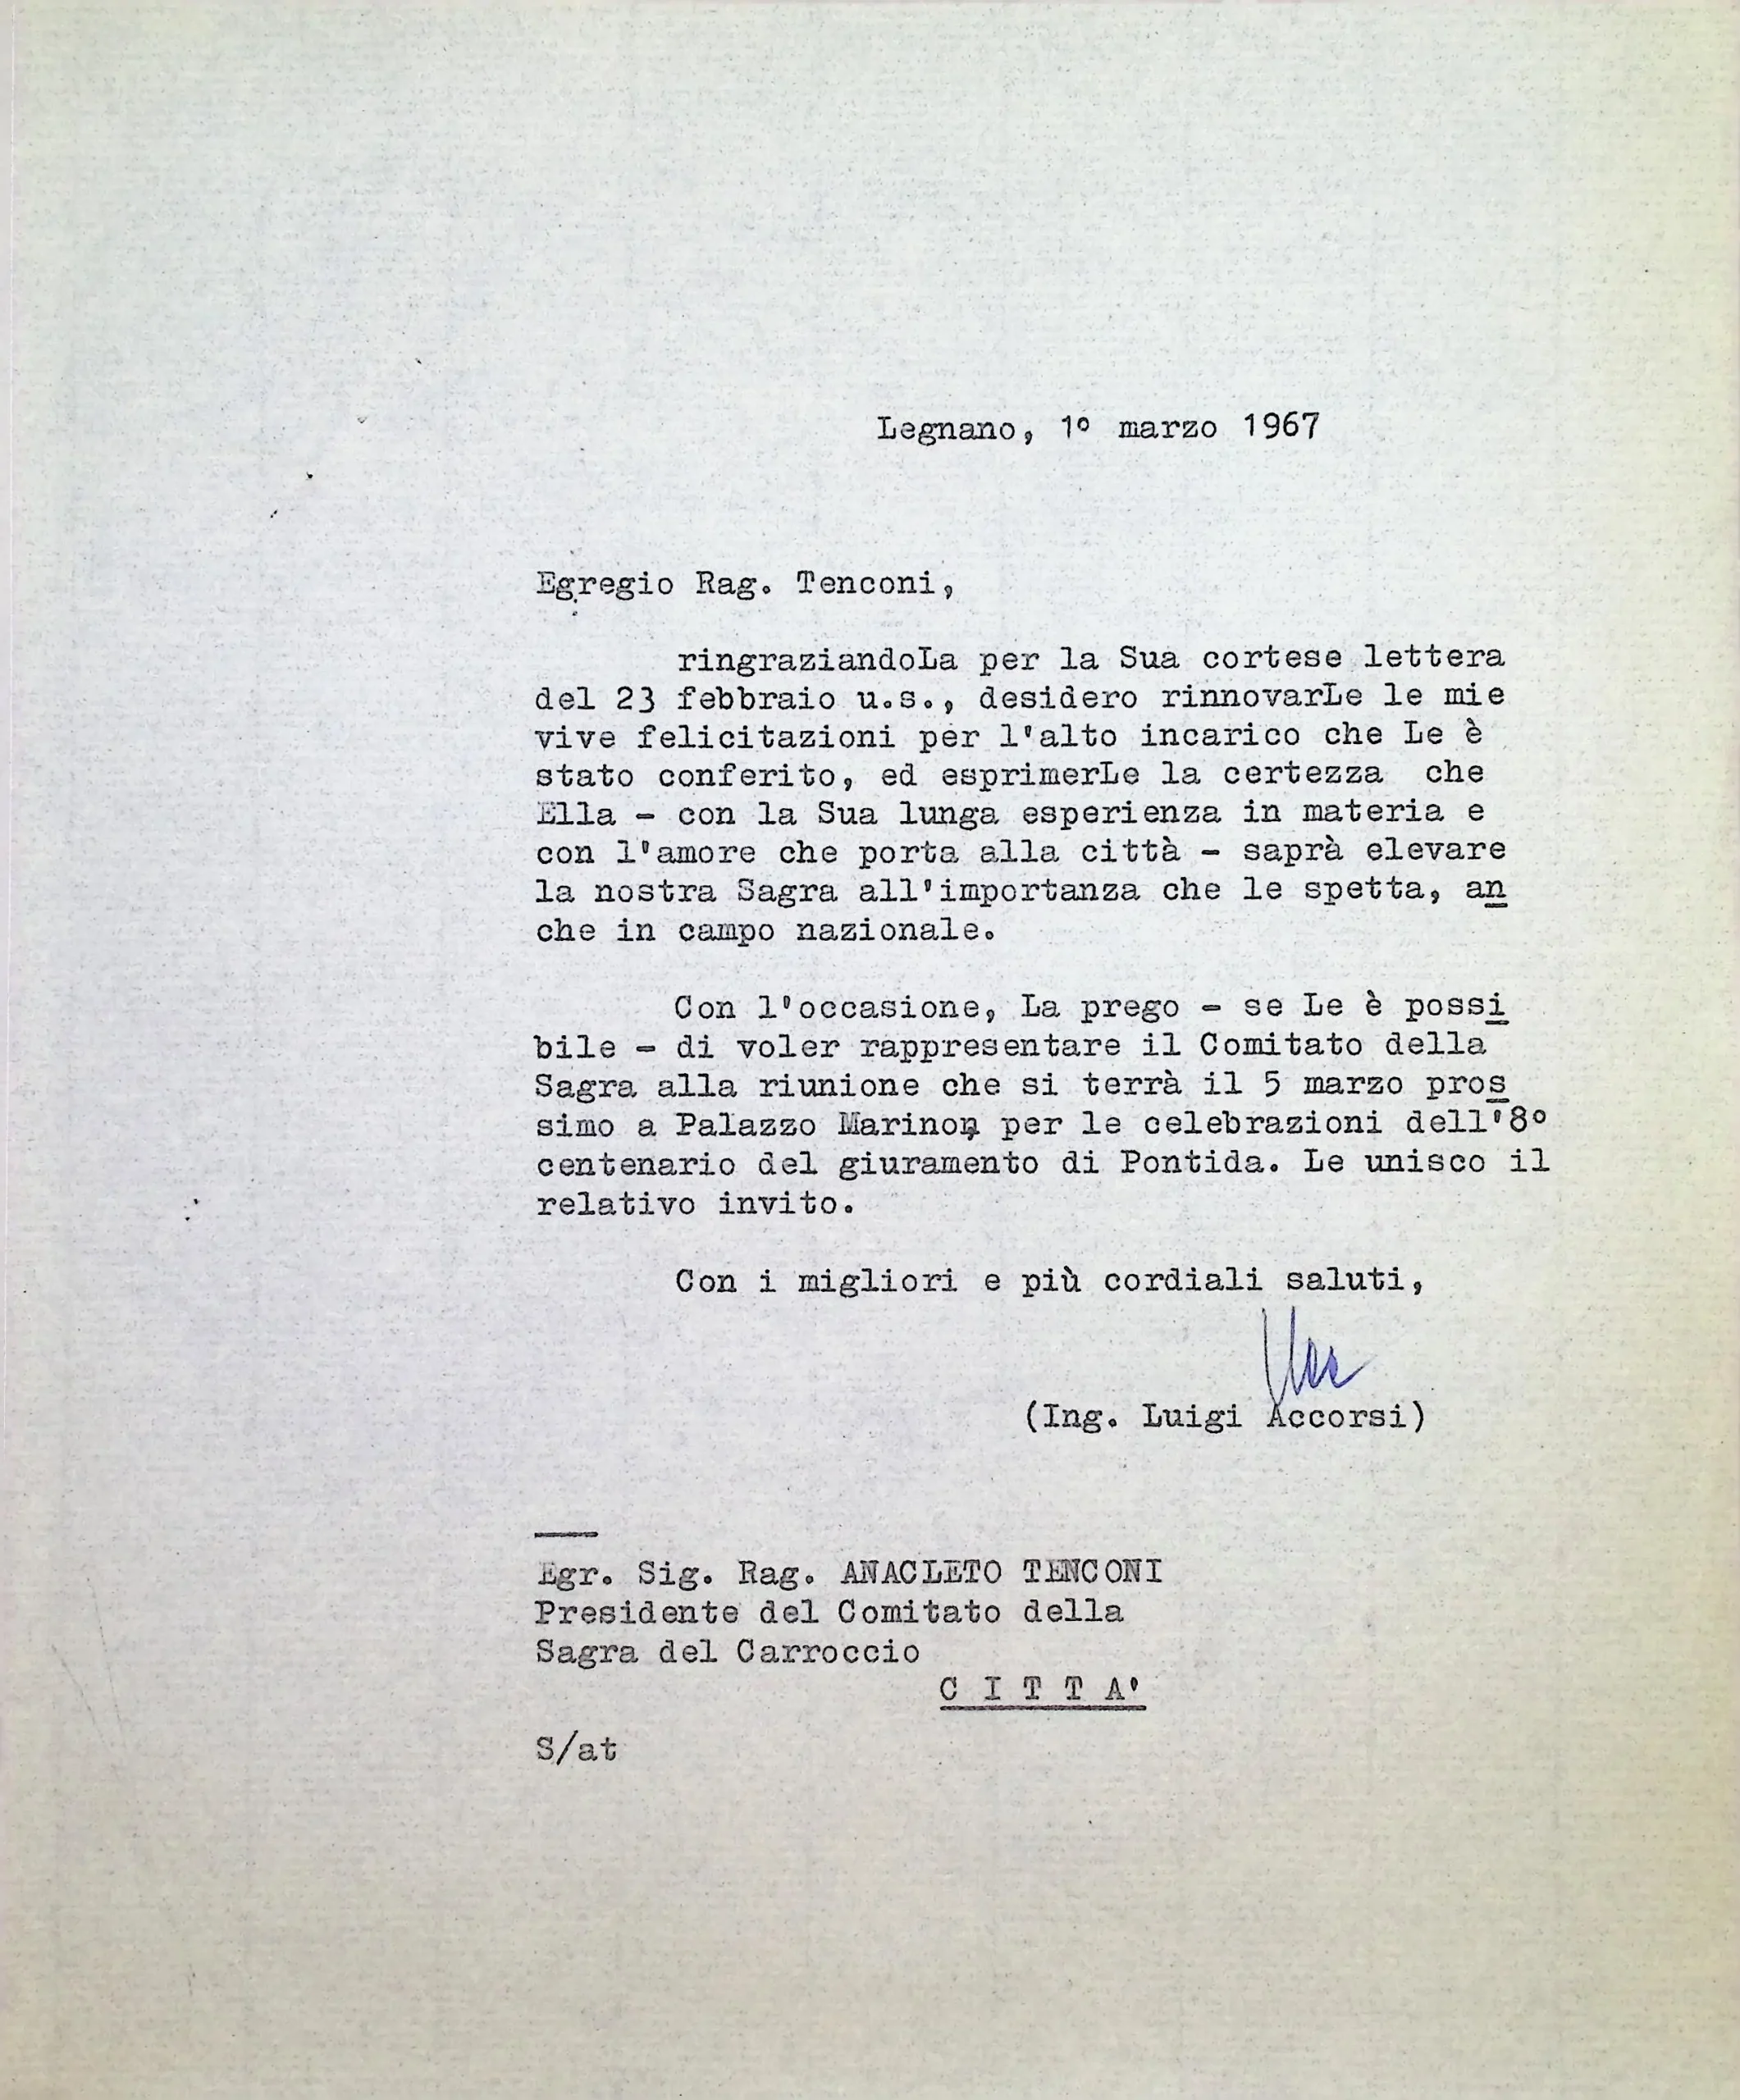 Legnano, 1º marzo 1967
Egregio Rag. Tenconi,
ringraziandoLa per la Sua cortese lettera
del 23 febbraio u.s., desidero rinnovarLe le mie
vive felicitazioni per l'alto incarico che Le è
stato conferito, ed esprimerLe la certezza che
Ella - con la Sua lunga esperienza in materia e
con l'amore che porta alla città - saprà elevare
la nostra Sagra all'importanza che le spetta, an
che in campo nazionale.
Con l'occasione, La prego - se Le è possi
bile - di voler rappresentare il Comitato della
Sagra alla riunione che si terrà il 5 marzo pros
simo a Palazzo Marino, per le celebrazioni dell'8º
centenario del giuramento di Pontida. Le unisco il
relativo invito.
Con i migliori e più cordiali saluti,
(Ing. Luigi Accorsi)
Egr. Sig. Rag. ANACLETO TENCONI
Presidente del Comitato della
Sagra del Carroccio
C I T T A'
S/at